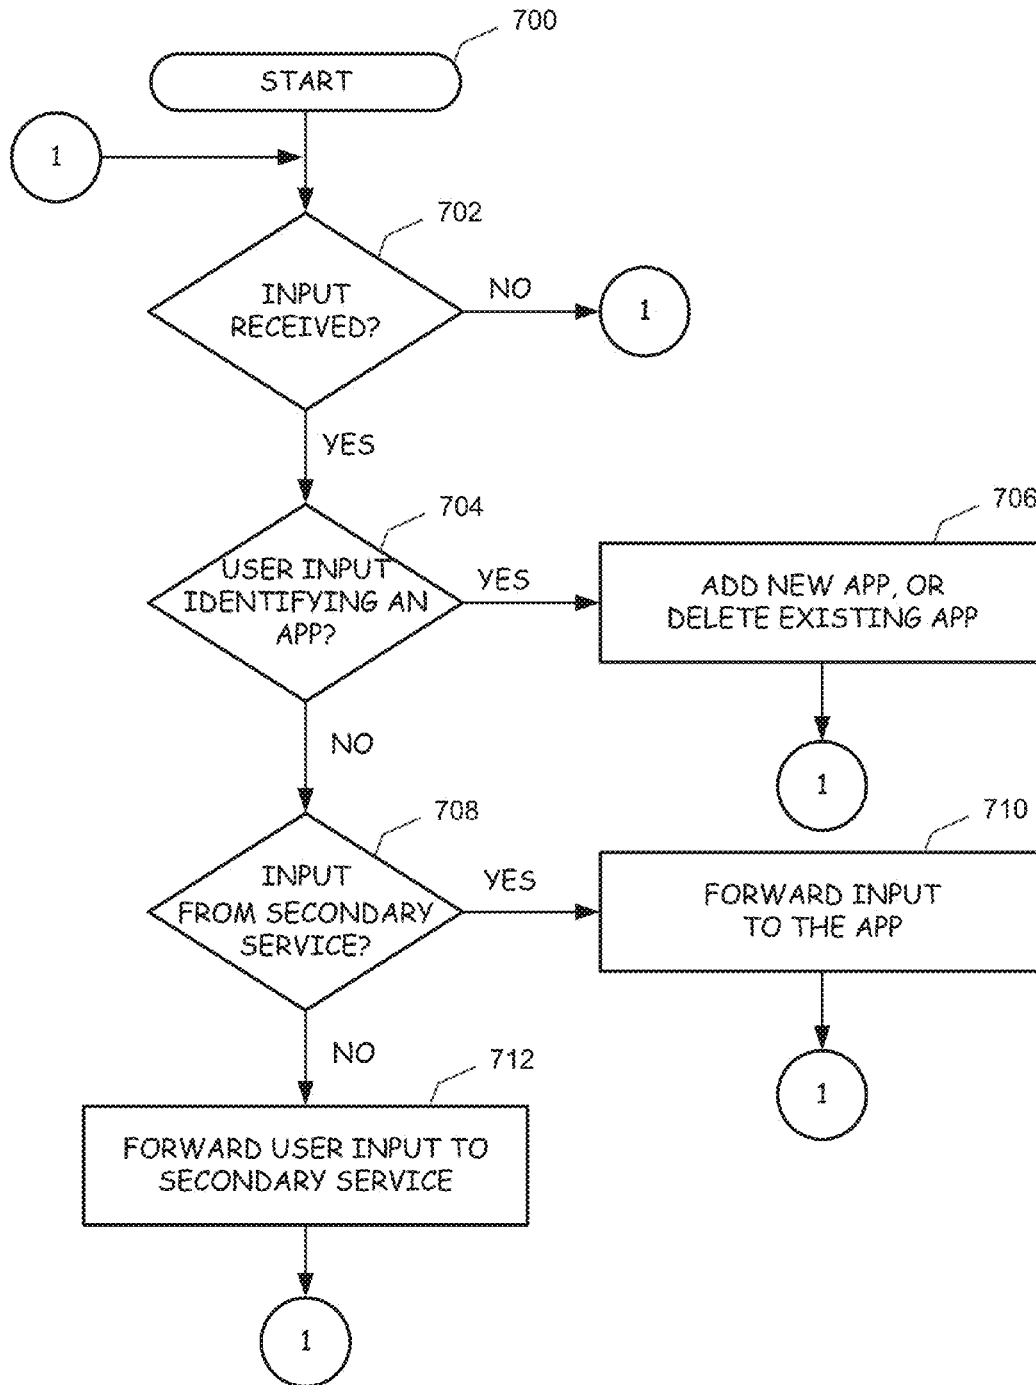 700
START
1
702
INPUT
RECEIVED?
NO
1
YES
704
USER INPUT
IDENTIFYING AN
APP?
YES
706
ADD NEW APP, OR
DELETE EXISTING APP
NO
1
708
INPUT
FROM SECONDARY
SERVICE?
YES
710
FORWARD INPUT
TO THE APP
NO
1
712
FORWARD USER INPUT TO
SECONDARY SERVICE
1